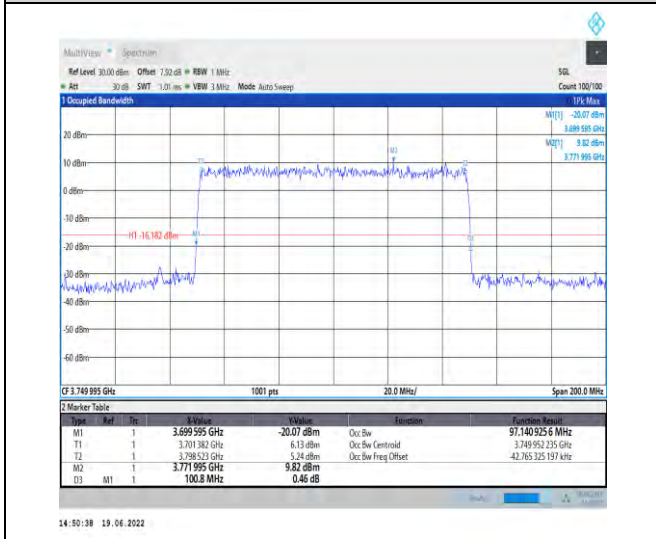 MultiView Spectrum
Ref Level 30.00 dBm Offset 7.92 dB RBW 1 MHz SGL
Att 30 dB SWT 1.01 ms VBW 3 MHz Mode Auto Sweep Count 100/100
1 Occupied Bandwidth 1Pk Max
M1[1] -20.07 dBm
3.699 595 GHz
M2[1] 9.82 dBm
3.771 995 GHz
20 dBm
10 dBm
0 dBm
-10 dBm
H1 -16.182 dBm
-20 dBm
-30 dBm
-40 dBm
-50 dBm
-60 dBm
M2
T1
M1
CF 3.749 995 GHz 1001 pts 20.0 MHz/ Span 200.0 MHz
2 Marker Table
Type Ref Trc X-Value Y-Value Function Function Result
M1 1 3.699 595 GHz -20.07 dBm Occ Bw 97.140 925 6 MHz
T1 1 3.701 382 GHz 6.13 dBm Occ Bw Centroid 3.749 952 235 GHz
T2 1 3.798 523 GHz 5.24 dBm Occ Bw Freq Offset -42.765 325 197 kHz
M2 1 3.771 995 GHz 9.82 dBm
D3 M1 1 100.8 MHz 0.46 dB
14:50:38 19.06.2022